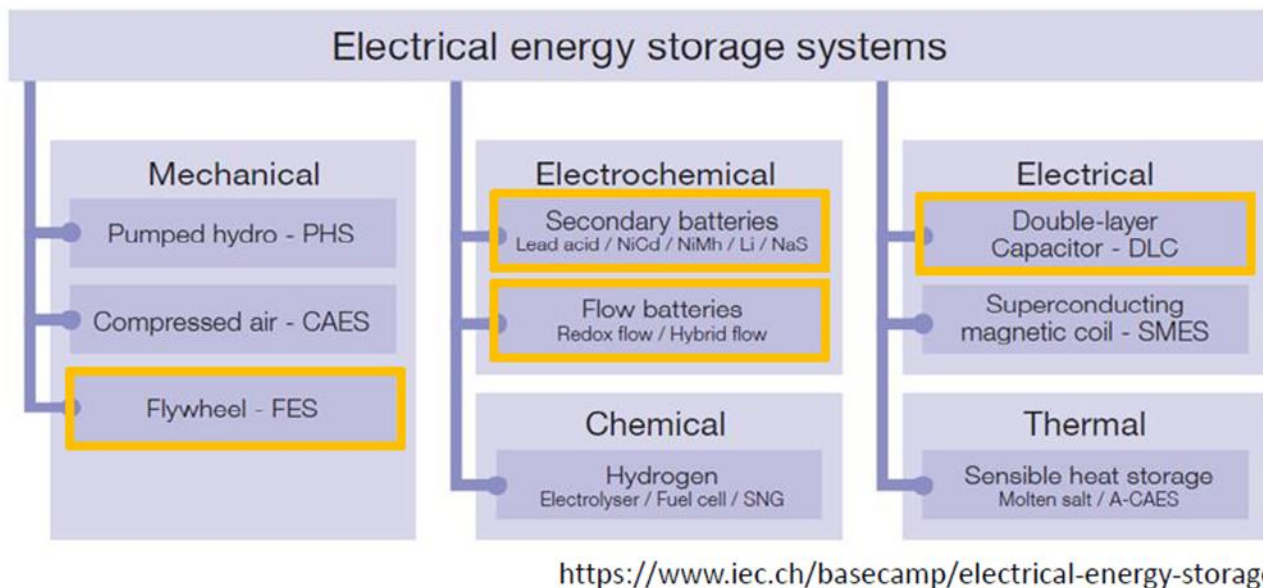 Electrical energy storage systems
Mechanical
Pumped hydro - PHS
Compressed air - CAES
Flywheel - FES
Electrochemical
Secondary batteries
Lead acid / NiCd / NiMh / Li / NaS
Flow batteries
Redox flow / Hybrid flow
Chemical
Hydrogen
Electrolyser / Fuel cell / SNG
Electrical
Double-layer
Capacitor - DLC
Superconducting
magnetic coil - SMES
Thermal
Sensible heat storage
Molten salt / A-CAES
https://www.iec.ch/basecamp/electrical-energy-storage